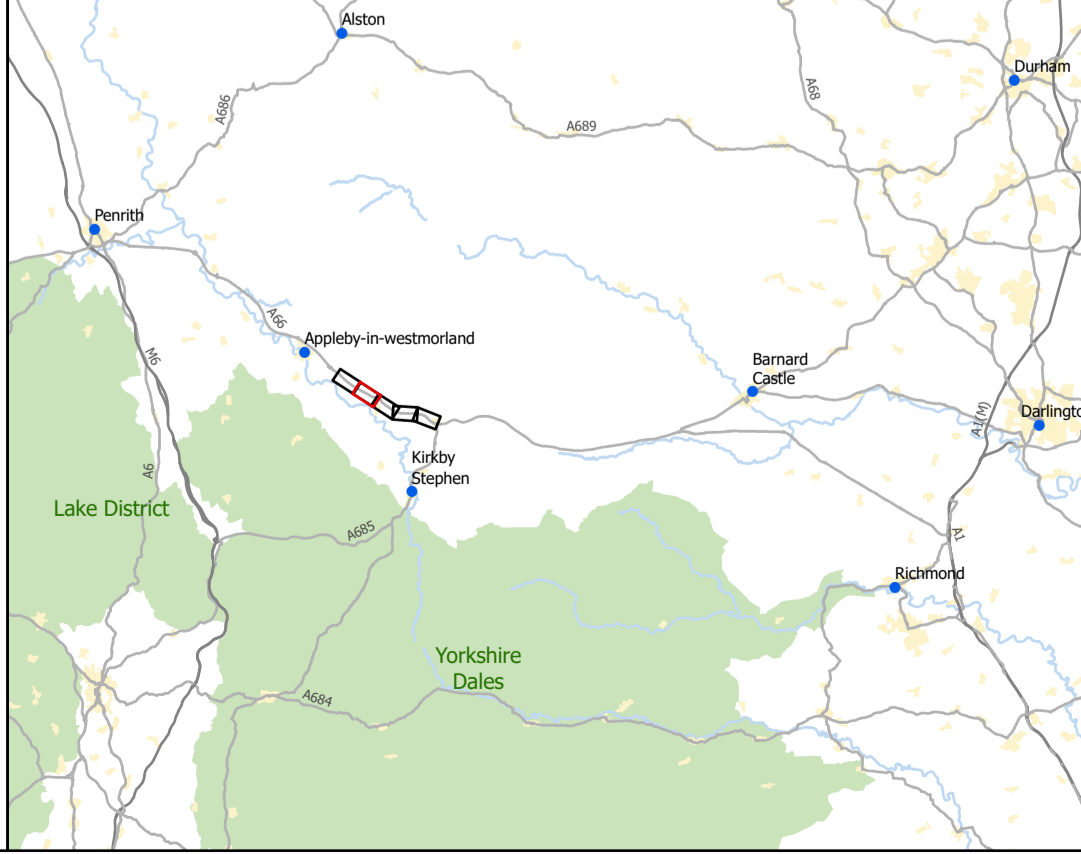 Alston
Durham
A68
A686
A689
Penrith
A66
Appleby-in-westmorland
M6
Barnard
Castle
A1(M)
Darlingto
Kirkby
Stephen
A6
Lake District
A685
A1
Richmond
Yorkshire
Dales
A684